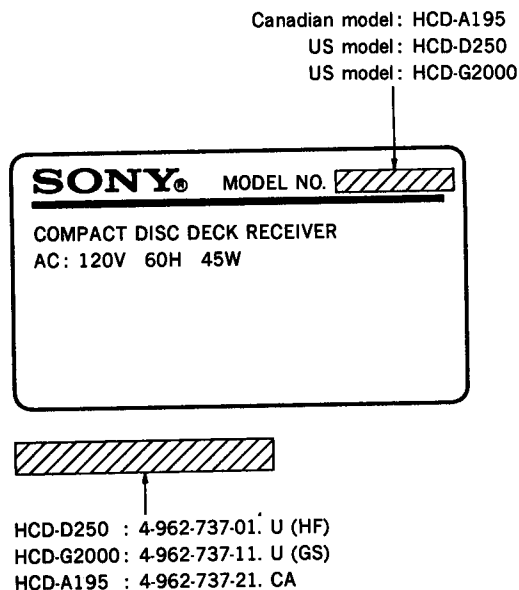 Canadian model: HCD-A195
US model: HCD-D250
US model: HCD-G2000
SONY® MODEL NO.
COMPACT DISC DECK RECEIVER
AC: 120V 60H 45W
HCD-D250 : 4-962-737-01. U (HF)
HCD-G2000: 4-962-737-11. U (GS)
HCD-A195 : 4-962-737-21. CA